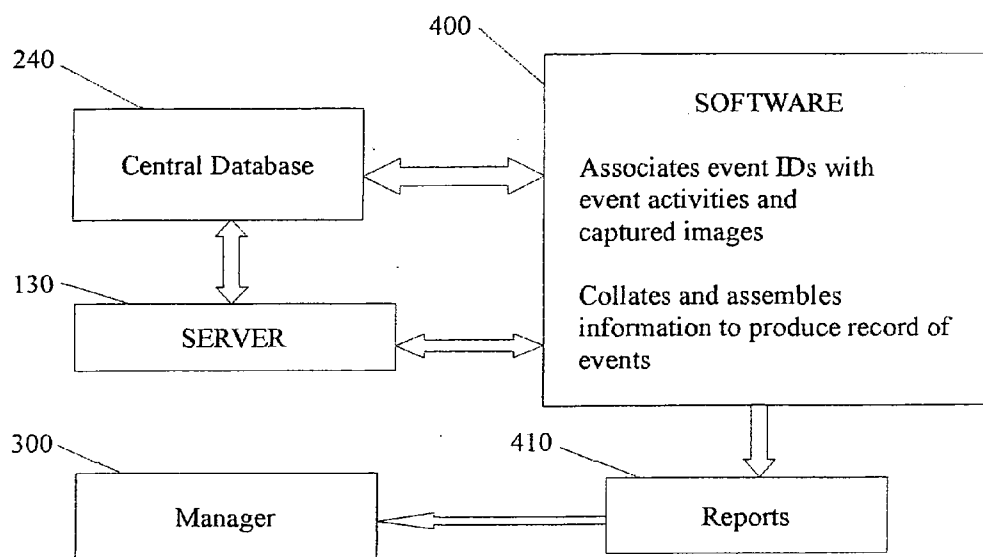 400
240
SOFTWARE
Central Database
Associates event IDs with
event activities and
captured images
130
SERVER
Collates and assembles
information to produce record of
events
300
410
Manager
Reports